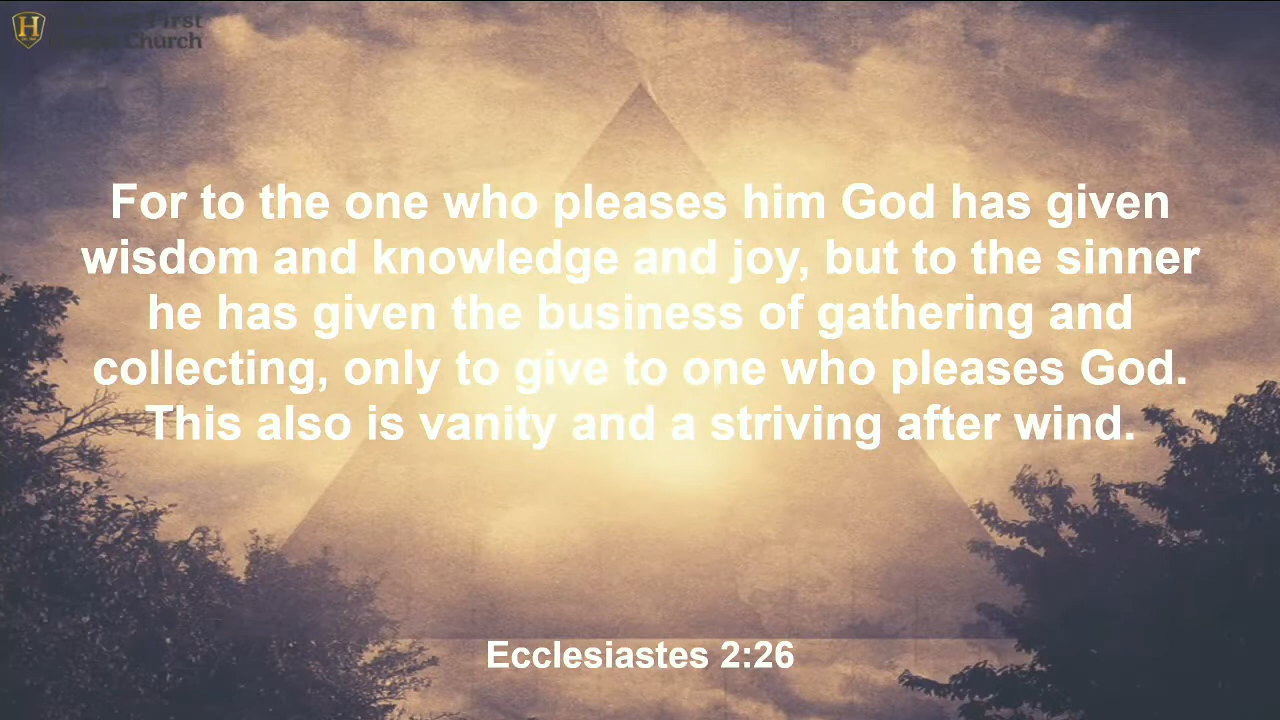 H
First
Church
For to the one who pleases him God has given
wisdom and knowledge and joy, but to the sinner
he has given the business of gathering and
collecting, only to give to one who pleases God.
This also is vanity and a striving after wind.
Ecclesiastes 2:26